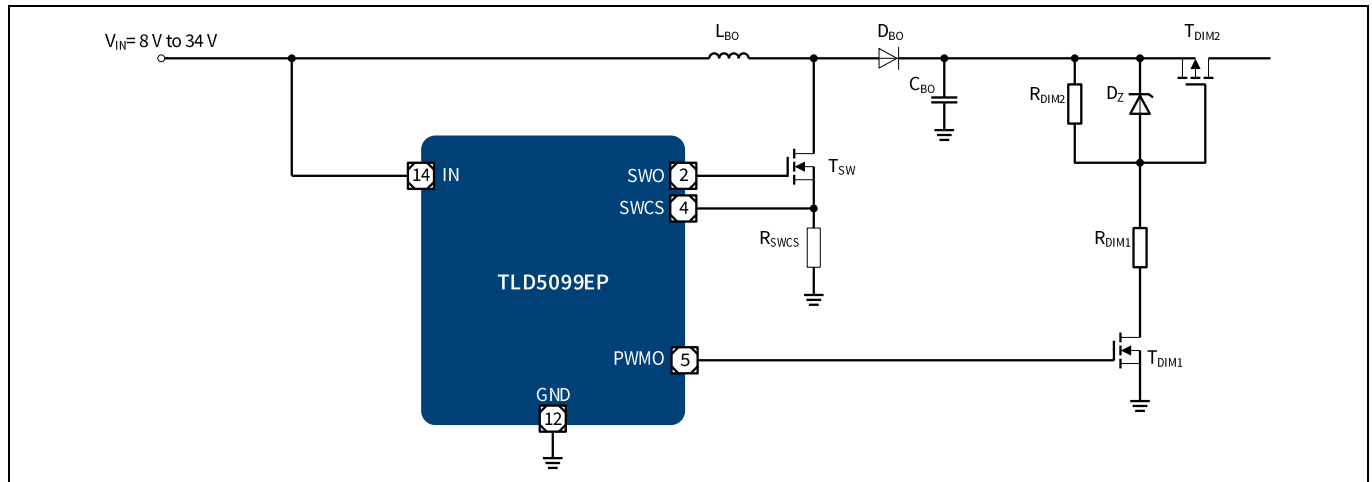 V_IN= 8 V to 34 V
L_BO
D_BO
T_DIM2
C_BO
R_DIM2
D_Z
14 IN
SWO 2
T_SW
SWCS 4
R_SWCS
R_DIM1
TLD5099EP
PWMO 5
T_DIM1
GND
12